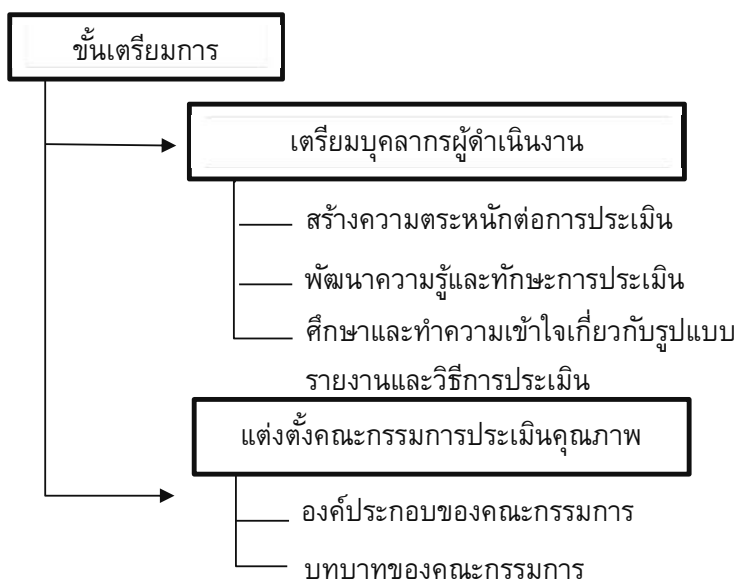 ขั้นเตรียมการ
เตรียมบุคลากรผู้ดำเนินงาน
สร้างความตระหนักต่อการประเมิน
พัฒนาความรู้และทักษะการประเมิน
ศึกษาและทำความเข้าใจเกี่ยวกับรูปแบบ
รายงานและวิธีการประเมิน
แต่งตั้งคณะกรรมการประเมินคุณภาพ
องค์ประกอบของคณะกรรมการ
บทบาทของคณะกรรมการ